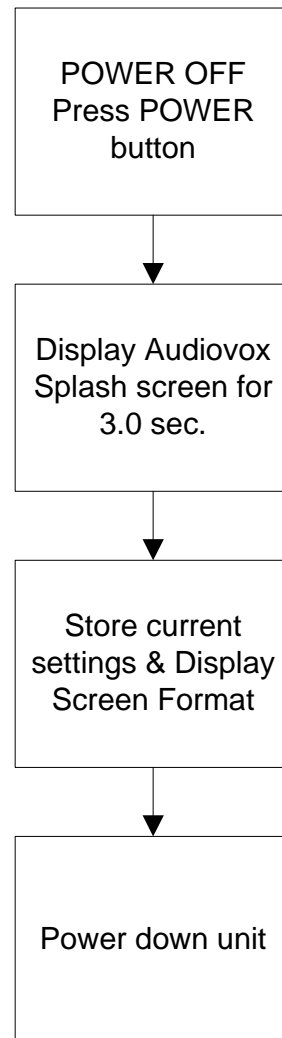 POWER OFF
Press POWER
button
Display Audiovox
Splash screen for
3.0 sec.
Store current
settings & Display
Screen Format
Power down unit